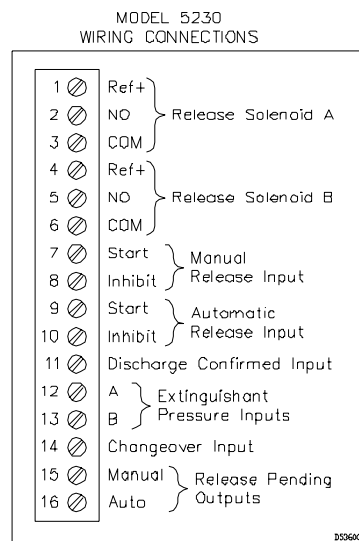 MODEL 5230
WIRING CONNECTIONS
1 Ref+
2 NO Release Solenoid A
3 COM
4 Ref+
5 NO Release Solenoid B
6 COM
7 Start Manual
8 Inhibit Release Input
9 Start Automatic
10 Inhibit Release Input
11 Discharge Confirmed Input
12 A Extinguishant
13 B Pressure Inputs
14 Changeover Input
15 Manual Release Pending
16 Auto Outputs